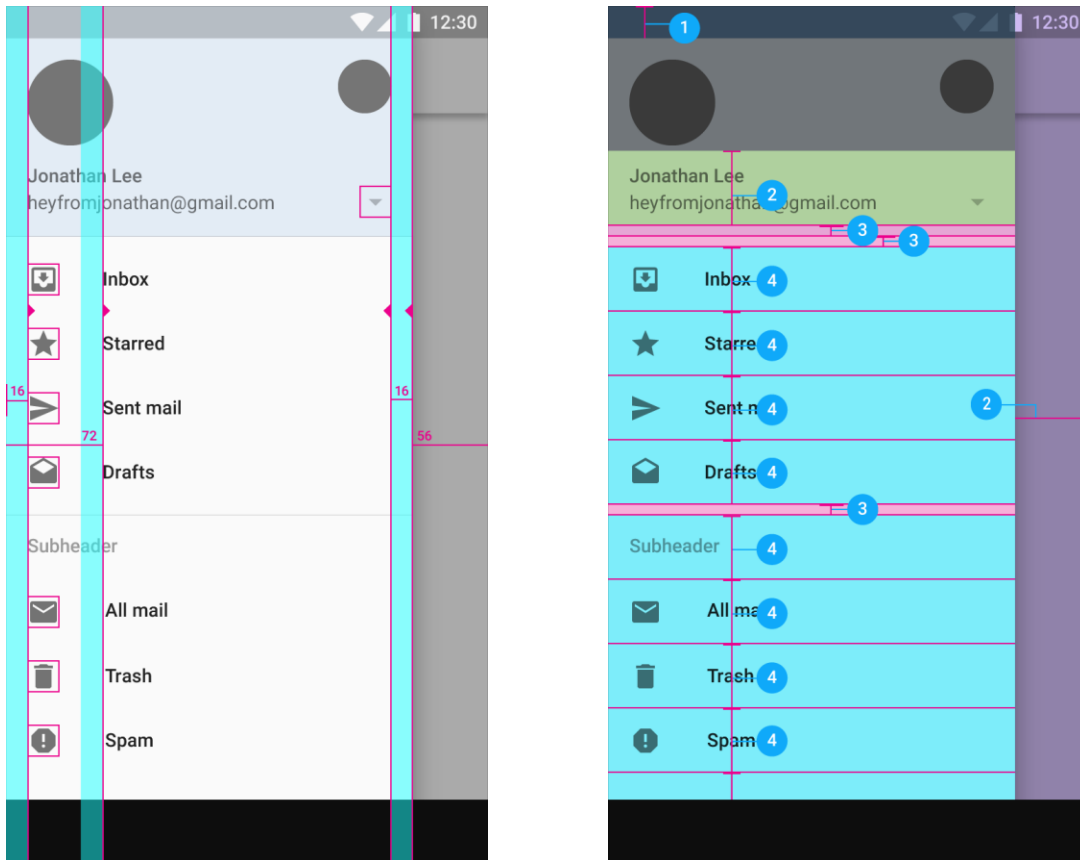 12:30
Jonathan Lee
heyfromjonathan@gmail.com
Inbox
Starred
16
16
Sent mail
72
56
Drafts
Subheader
All mail
Trash
Spam
12:30
1
Jonathan Lee
2
heyfromjonatha gmail.com
3
3
Inbox
4
Starre
4
2
Sent m
4
Drafts
4
3
Subheader
4
All ma
4
Trash
4
Spam
4